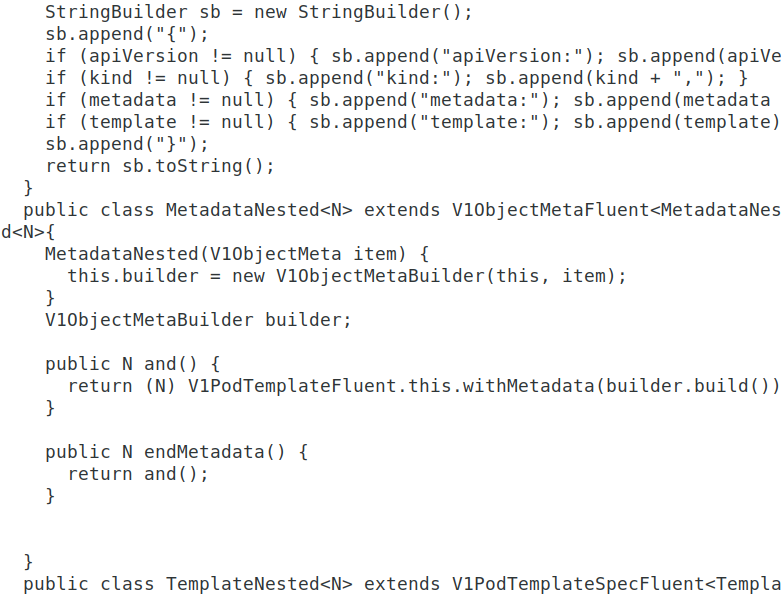 StringBuilder sb = new StringBuilder();
    sb.append("{");
    if (apiVersion != null) { sb.append("apiVersion:"); sb.append(apiVe
    if (kind != null) { sb.append("kind:"); sb.append(kind + ","); }
    if (metadata != null) { sb.append("metadata:"); sb.append(metadata
    if (template != null) { sb.append("template:"); sb.append(template)
    sb.append("}");
    return sb.toString();
  }
  public class MetadataNested<N> extends V1ObjectMetaFluent<MetadataNes
d<N>{
    MetadataNested(V1ObjectMeta item) {
      this.builder = new V1ObjectMetaBuilder(this, item);
    }
    V1ObjectMetaBuilder builder;

    public N and() {
      return (N) V1PodTemplateFluent.this.withMetadata(builder.build())
    }

    public N endMetadata() {
      return and();
    }


  }
  public class TemplateNested<N> extends V1PodTemplateSpecFluent<Templa